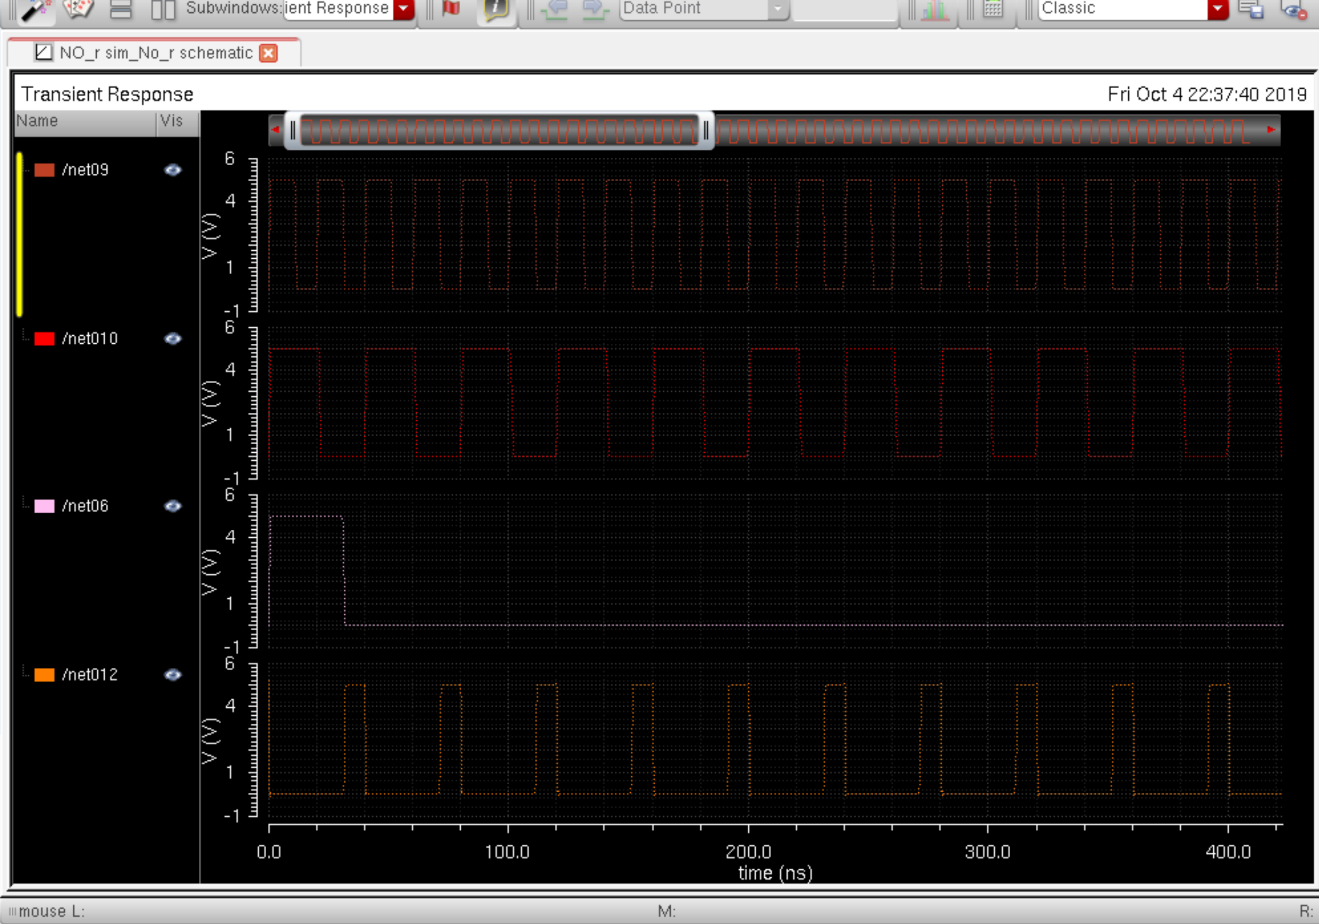 Subwindows: ient Response Data Point Classic
NO_r sim_No_r schematic
Transient Response Fri Oct 4 22:37:40 2019
Name Vis
/net09
6
4
1
-1
V (V)
/net010
6
4
1
-1
V (V)
/net06
6
4
1
-1
V (V)
/net012
6
4
1
-1
V (V)
0.0 100.0 200.0 300.0 400.0
time (ns)
mouse L: M: R: